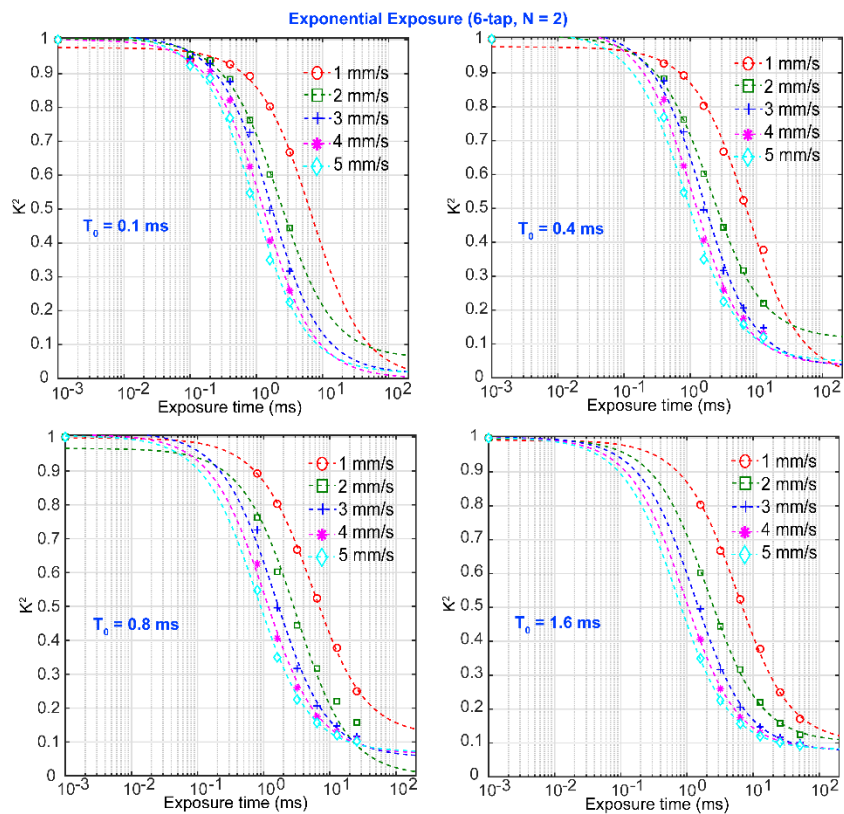 Exponential Exposure (6-tap, N = 2)
1
0.9
0.8
0.7
0.6
0.5
0.4
0.3
0.2
0.1
0
K²
1 mm/s
2 mm/s
3 mm/s
4 mm/s
5 mm/s
T₀ = 0.1 ms
10⁻³ 10⁻² 10⁻¹ 10⁰ 10¹ 10²
Exposure time (ms)
1
0.9
0.8
0.7
0.6
0.5
0.4
0.3
0.2
0.1
0
K²
1 mm/s
2 mm/s
3 mm/s
4 mm/s
5 mm/s
T₀ = 0.4 ms
10⁻³ 10⁻² 10⁻¹ 10⁰ 10¹ 10²
Exposure time (ms)
1
0.9
0.8
0.7
0.6
0.5
0.4
0.3
0.2
0.1
0
K²
1 mm/s
2 mm/s
3 mm/s
4 mm/s
5 mm/s
T₀ = 0.8 ms
10⁻³ 10⁻² 10⁻¹ 10⁰ 10¹ 10²
Exposure time (ms)
1
0.9
0.8
0.7
0.6
0.5
0.4
0.3
0.2
0.1
0
K²
1 mm/s
2 mm/s
3 mm/s
4 mm/s
5 mm/s
T₀ = 1.6 ms
10⁻³ 10⁻² 10⁻¹ 10⁰ 10¹ 10²
Exposure time (ms)